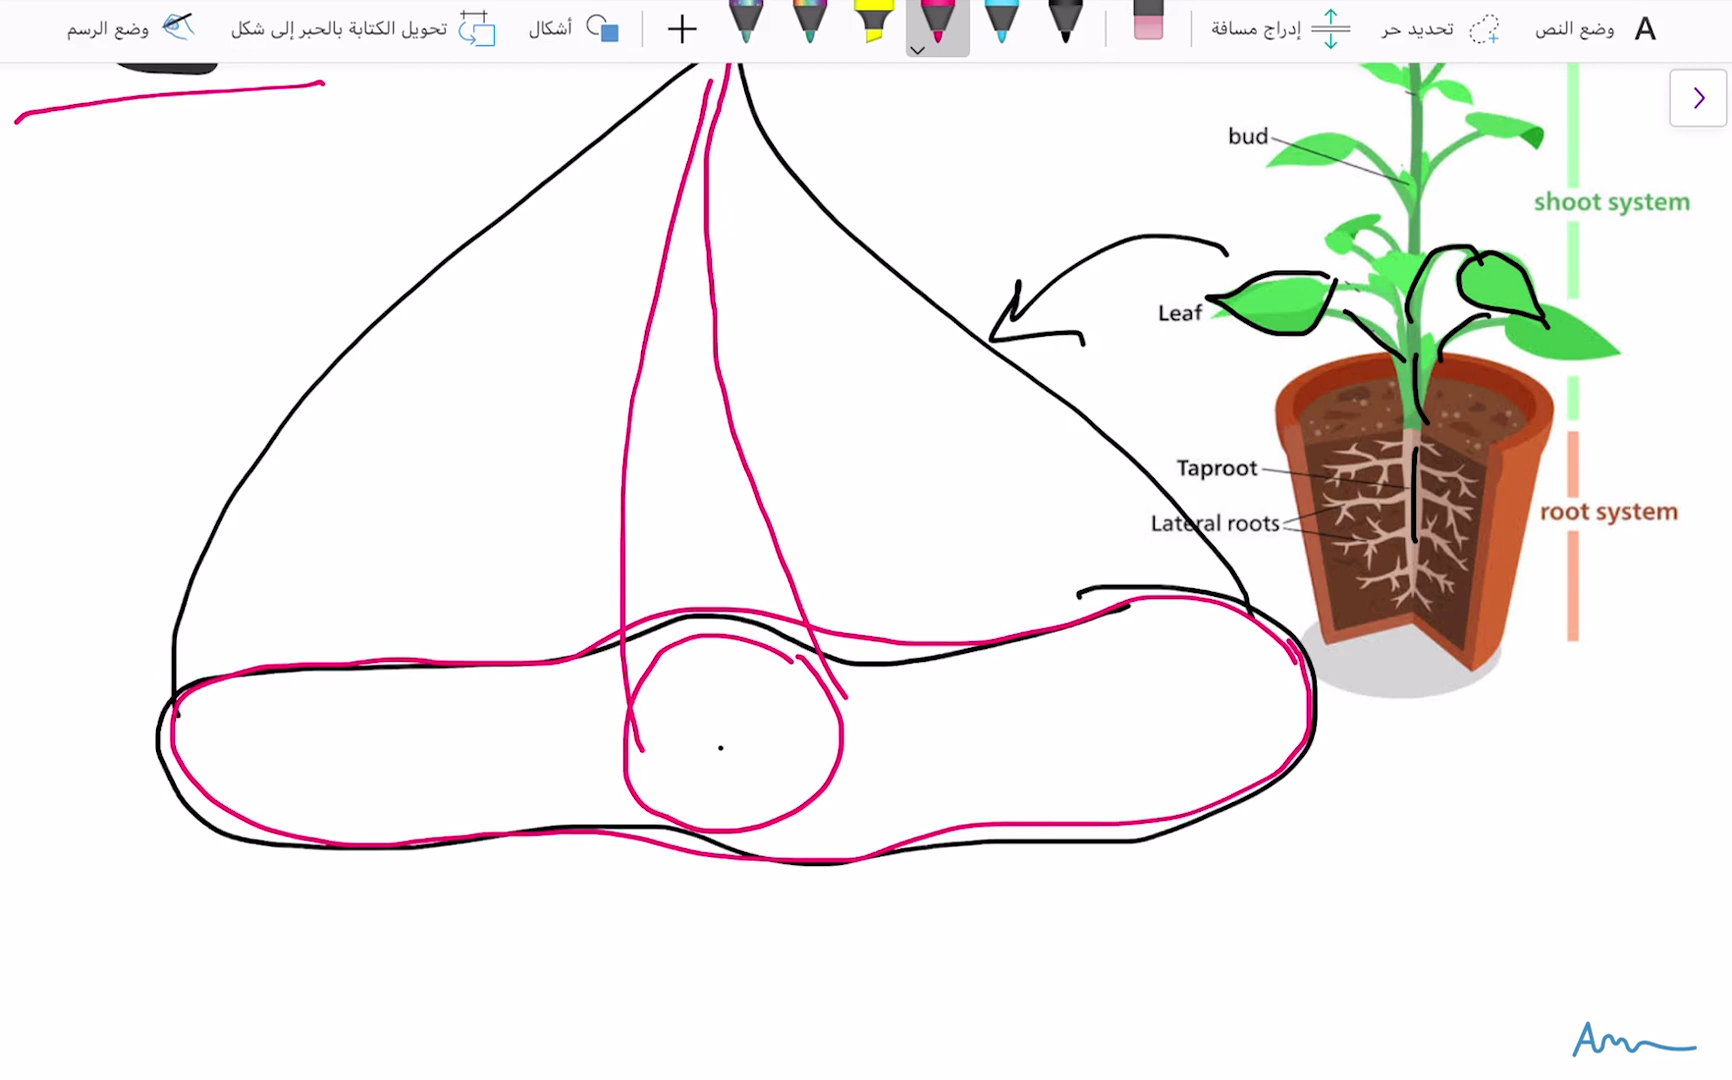 وضع الرسم تحويل الكتابة بالحبر إلى شكل أشكال إدراج مسافة تحديد حر وضع النص A
bud
shoot system
Leaf
Taproot
root system
Lateral roots